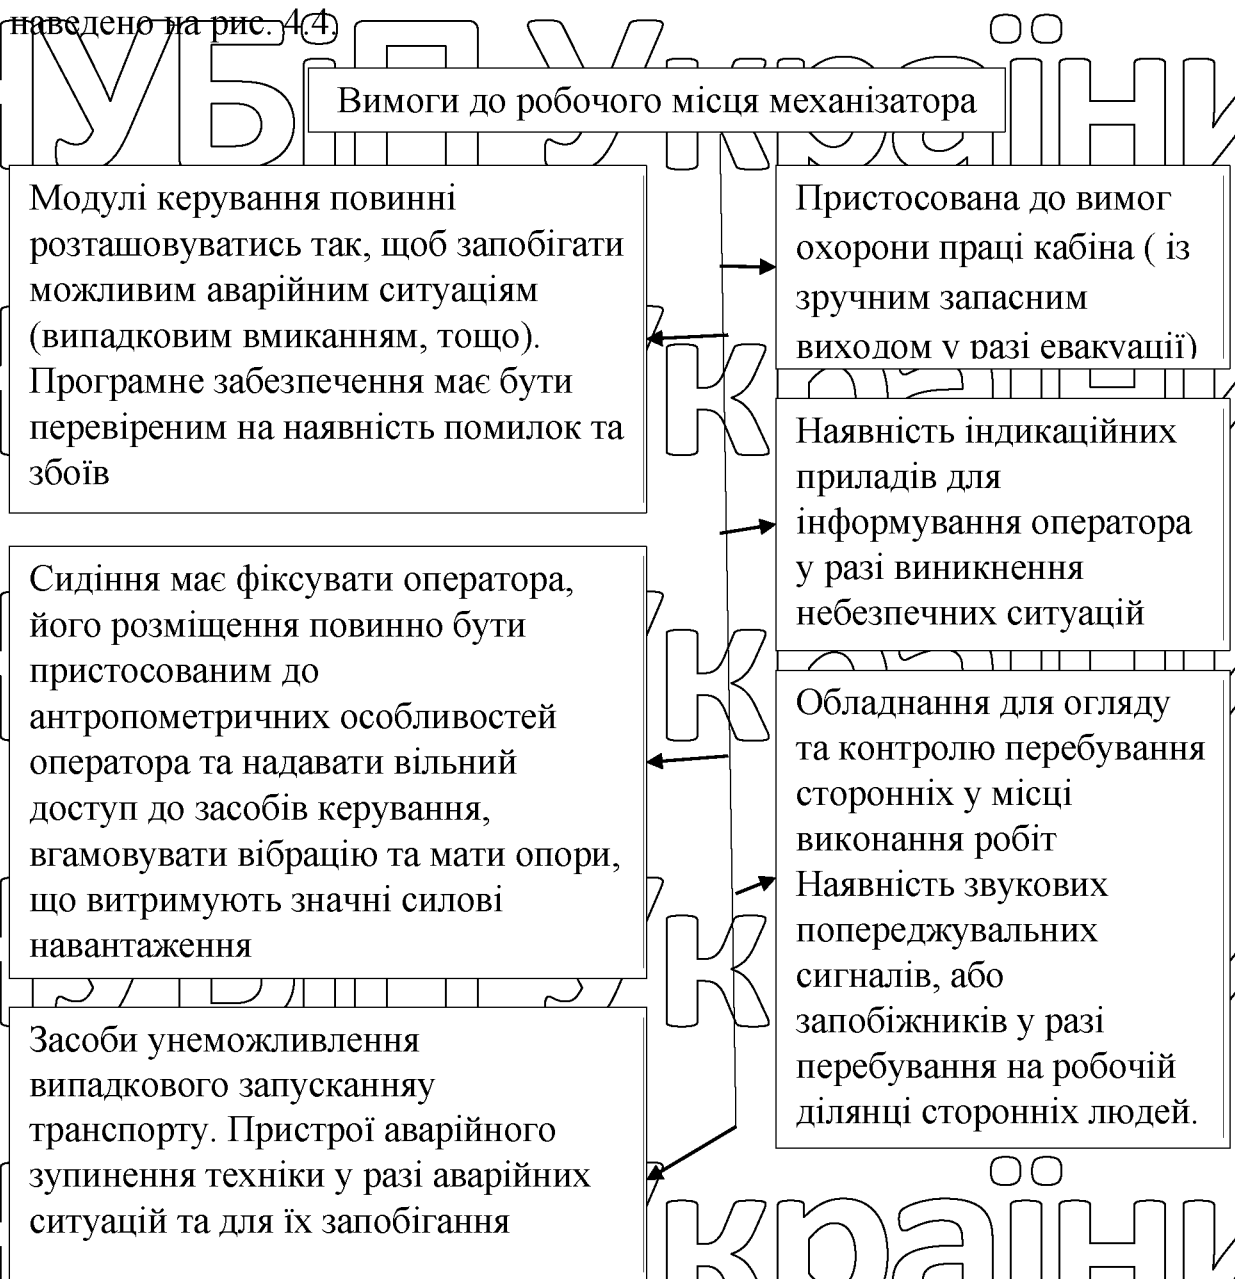 наведено на рис. 4.4.
НУБіП України
Вимоги до робочого місця механізатора
Модулі керування повинні
розташовуватись так, щоб запобігати
можливим аварійним ситуаціям
(випадковим вмиканням, тощо).
Програмне забезпечення має бути
перевіреним на наявність помилок та
збоїв
Сидіння має фіксувати оператора,
його розміщення повинно бути
пристосованим до
антропометричних особливостей
оператора та надавати вільний
доступ до засобів керування,
вгамовувати вібрацію та мати опори,
що витримують значні силові
навантаження
Засоби унеможливлення
випадкового запусканняу
транспорту. Пристрої аварійного
зупинення техніки у разі аварійних
ситуацій та для їх запобігання
Пристосована до вимог
охорони праці кабіна ( із
зручним запасним
виходом у разі евакуації)
Наявність індикаційних
приладів для
інформування оператора
у разі виникнення
небезпечних ситуацій
Обладнання для огляду
та контролю перебування
сторонніх у місці
виконання робіт
Наявність звукових
попереджувальних
сигналів, або
запобіжників у разі
перебування на робочій
ділянці сторонніх людей.